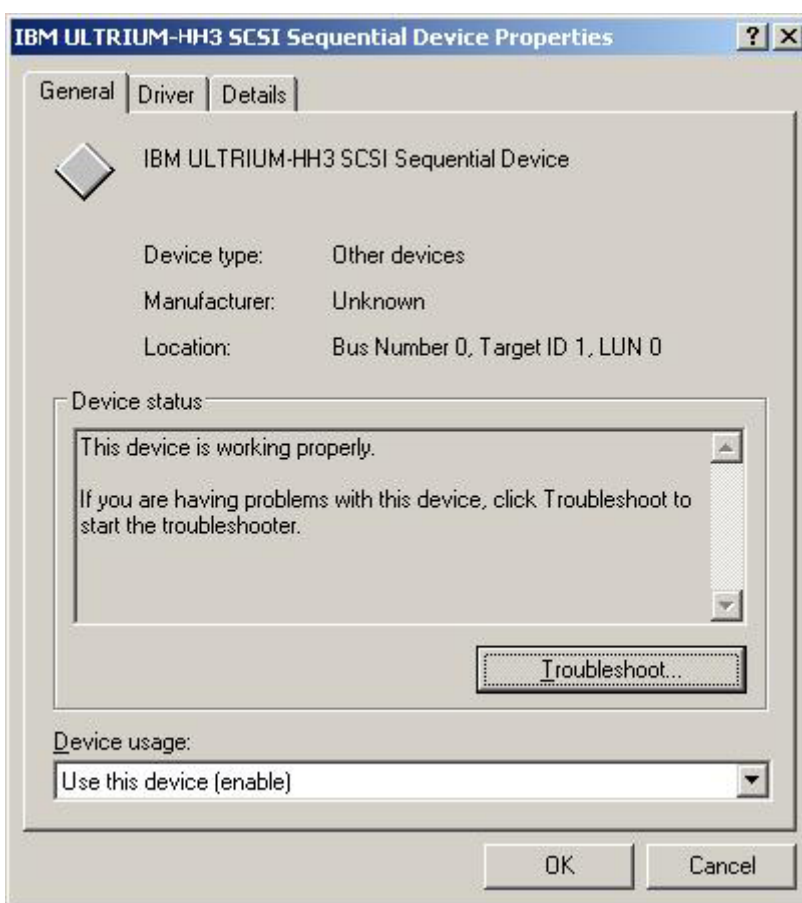 IBM ULTRIUM-HH3 SCSI Sequential Device Properties
General Driver Details
IBM ULTRIUM-HH3 SCSI Sequential Device
Device type: Other devices
Manufacturer: Unknown
Location: Bus Number 0, Target ID 1, LUN 0
Device status
This device is working properly.
If you are having problems with this device, click Troubleshoot to
start the troubleshooter.
Troubleshoot...
Device usage:
Use this device (enable)
OK Cancel